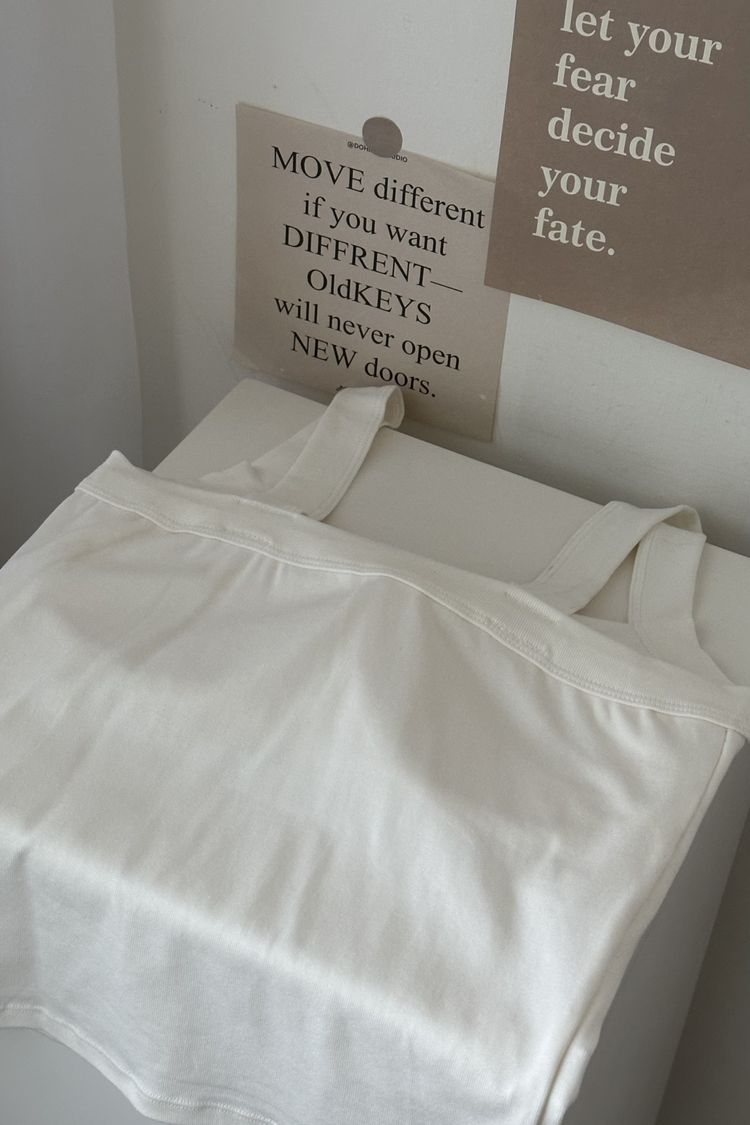 MOVE different
if you want
DIFFRENT—
OldKEYS
will never open
NEW doors.
let your
fear
decide
your
fate.